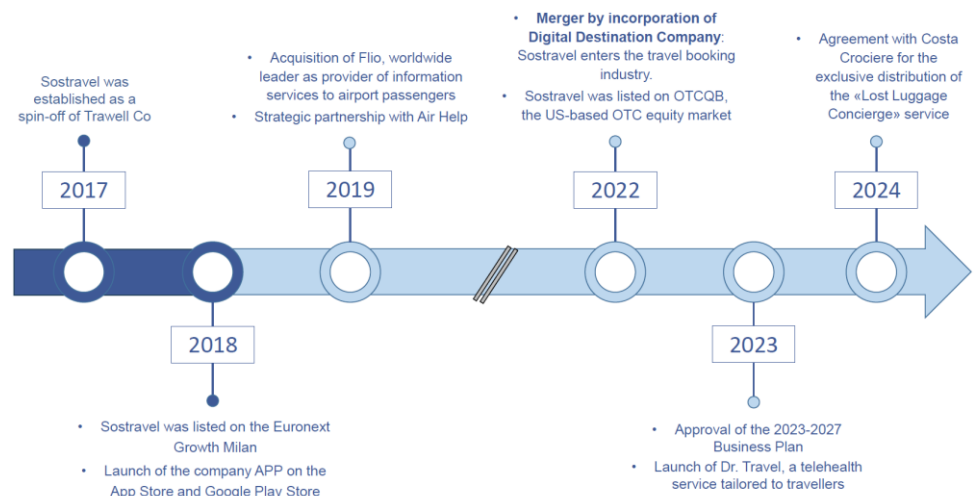 Sostravel was
established as a
spin-off of Trawell Co
2017
• Sostravel was listed on the Euronext
Growth Milan
• Launch of the company APP on the
App Store and Google Play Store
2018
• Acquisition of Flio, worldwide
leader as provider of information
services to airport passengers
• Strategic partnership with Air Help
2019
• Merger by incorporation of
Digital Destination Company:
Sostravel enters the travel booking
industry.
• Sostravel was listed on OTCQB,
the US-based OTC equity market
2022
2023
• Approval of the 2023-2027
Business Plan
• Launch of Dr. Travel, a telehealth
service tailored to travellers
• Agreement with Costa
Crociere for the
exclusive distribution of
the «Lost Luggage
Concierge» service
2024